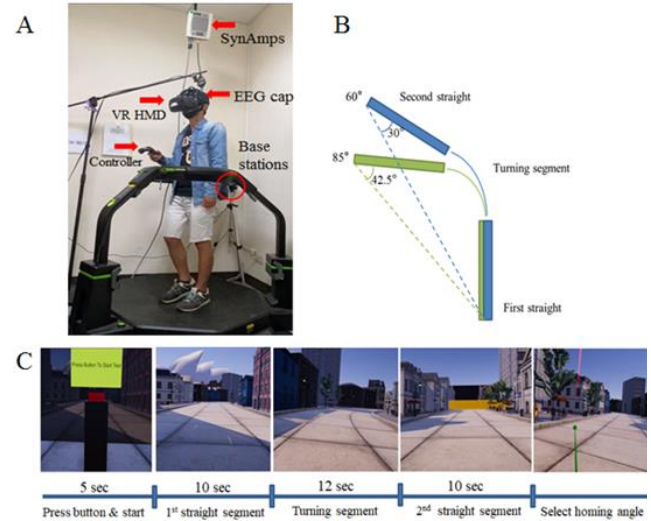 A
SynAmps
EEG cap
VR HMD
Controller
Base
stations
B
60°
Second straight
30°
85°
Turning segment
42.5°
First straight
C
Press Button To Start Test
5 sec
10 sec
12 sec
10 sec
Press button & start
1st straight segment
Turning segment
2nd straight segment
Select homing angle